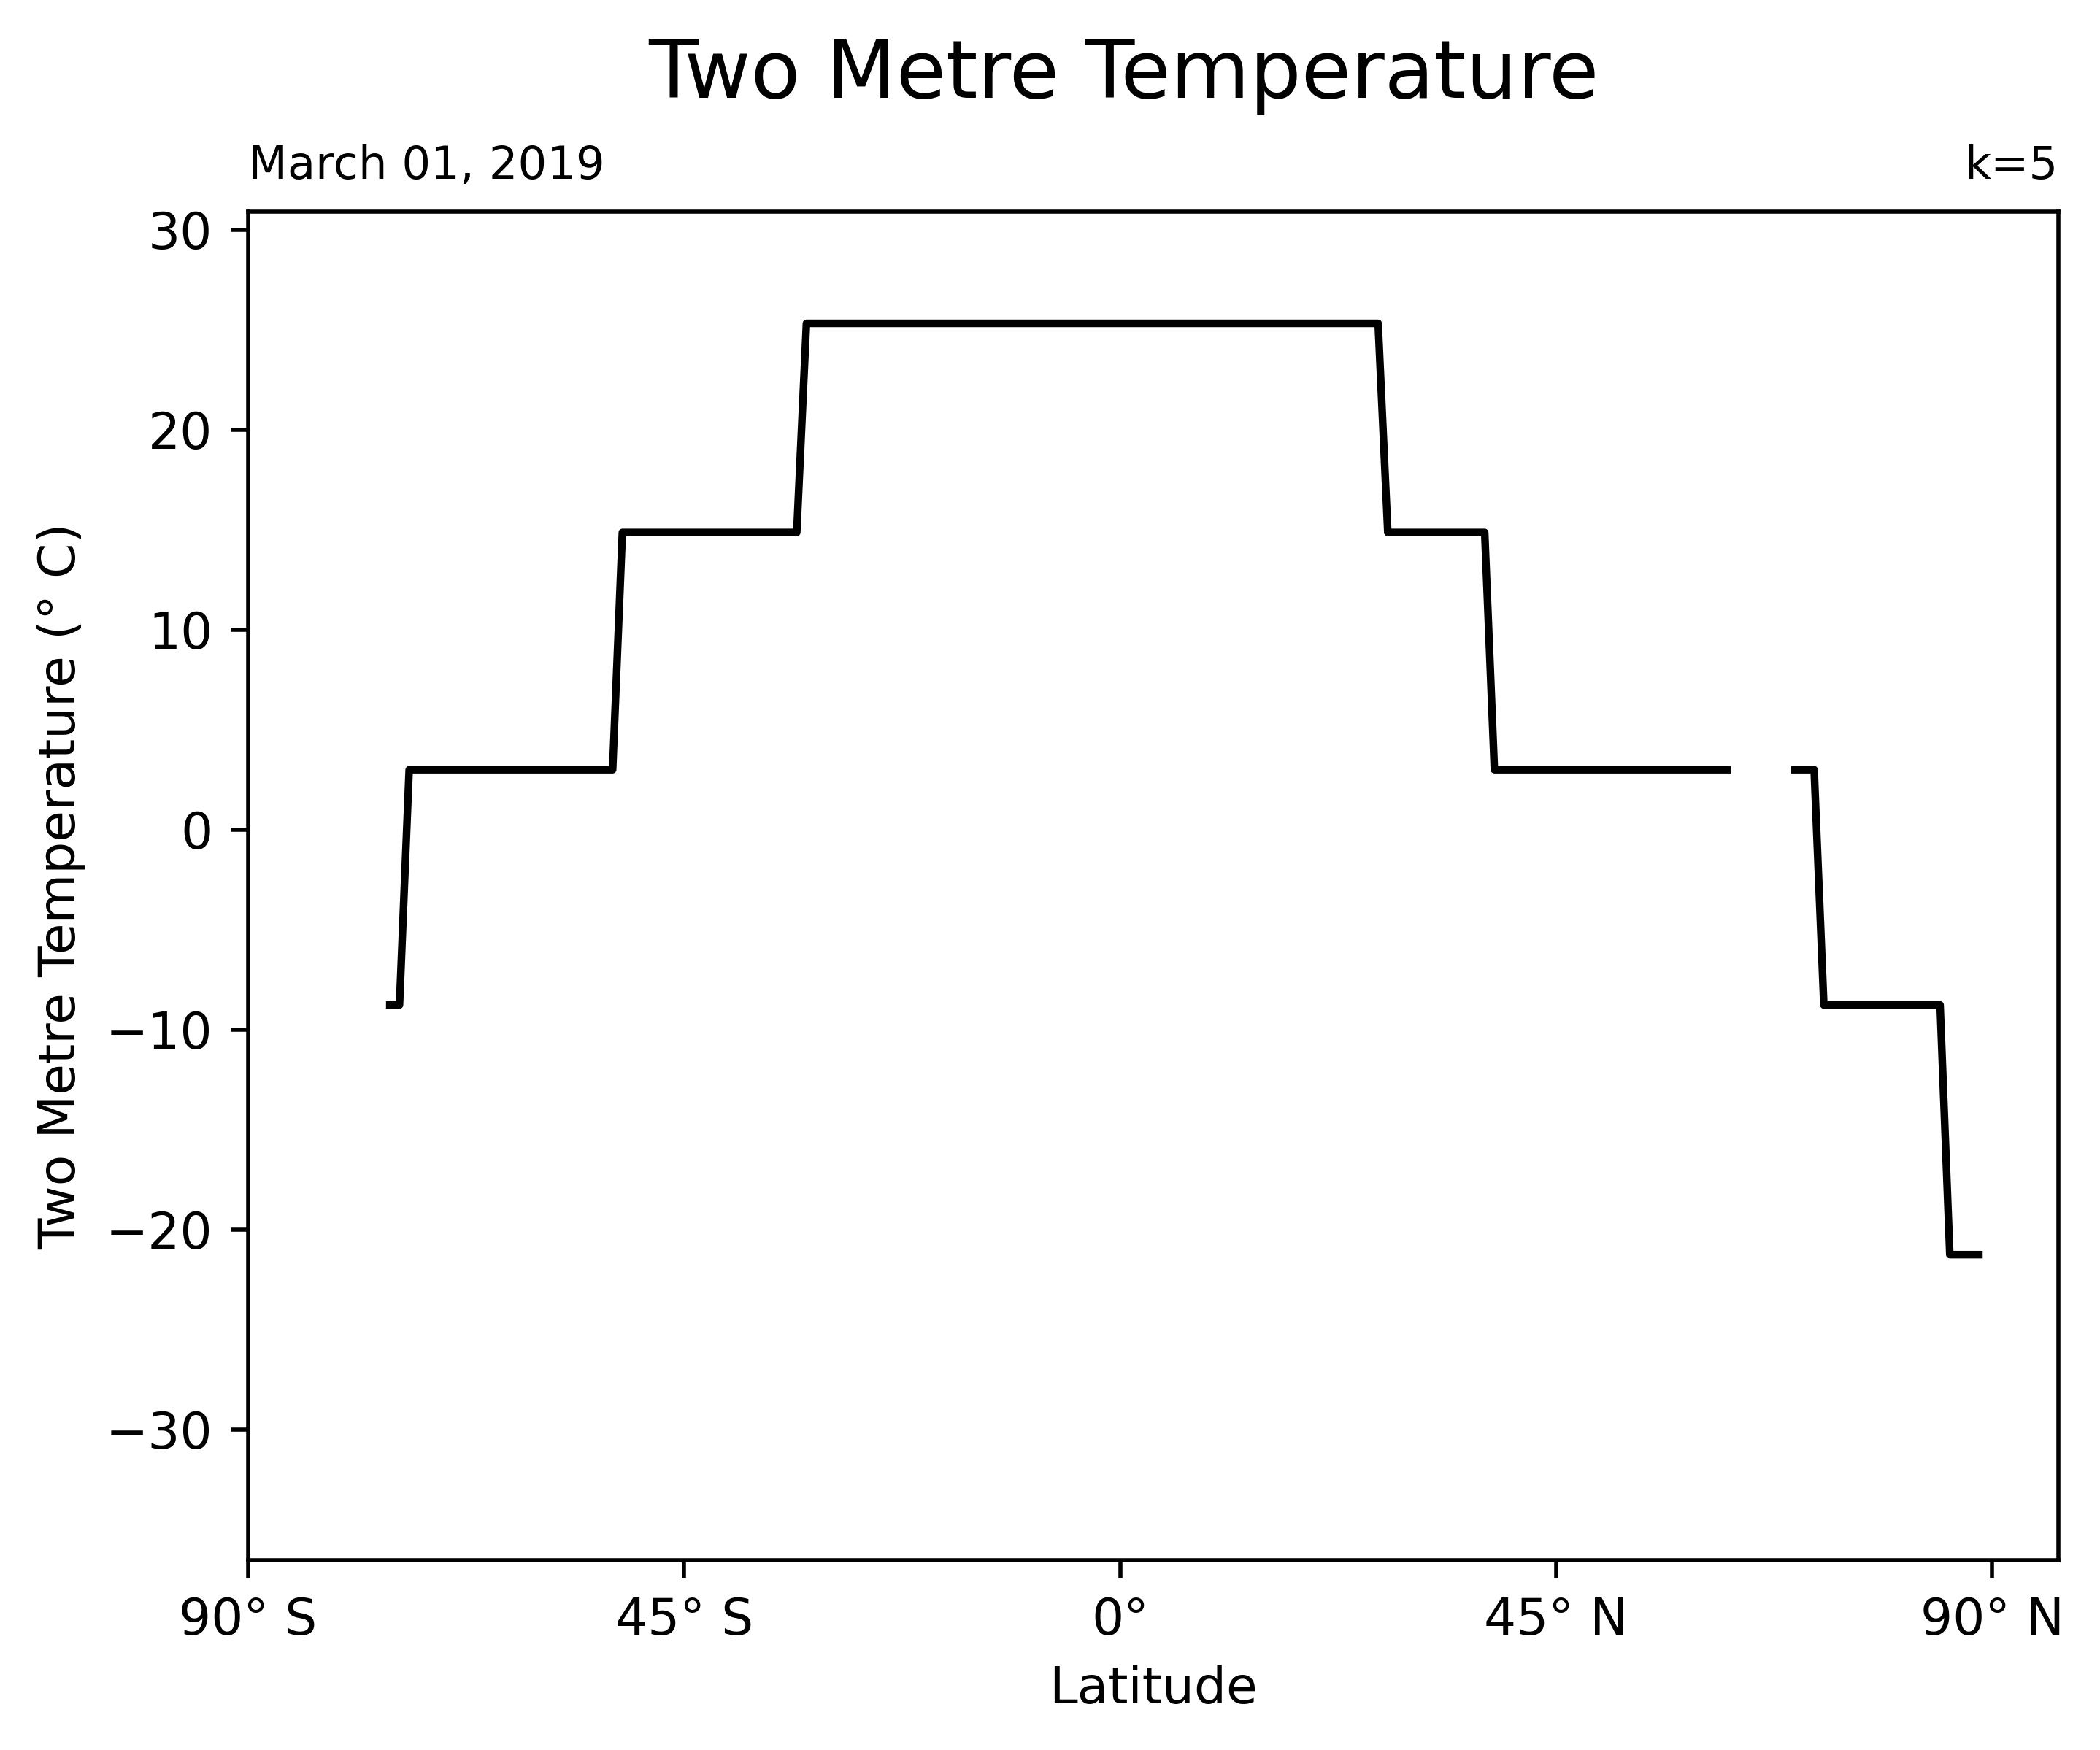 Two Metre Temperature
March 01, 2019
k=5
30
20
10
0
−10
−20
−30
Two Metre Temperature (° C)
90° S
45° S
0°
45° N
90° N
Latitude